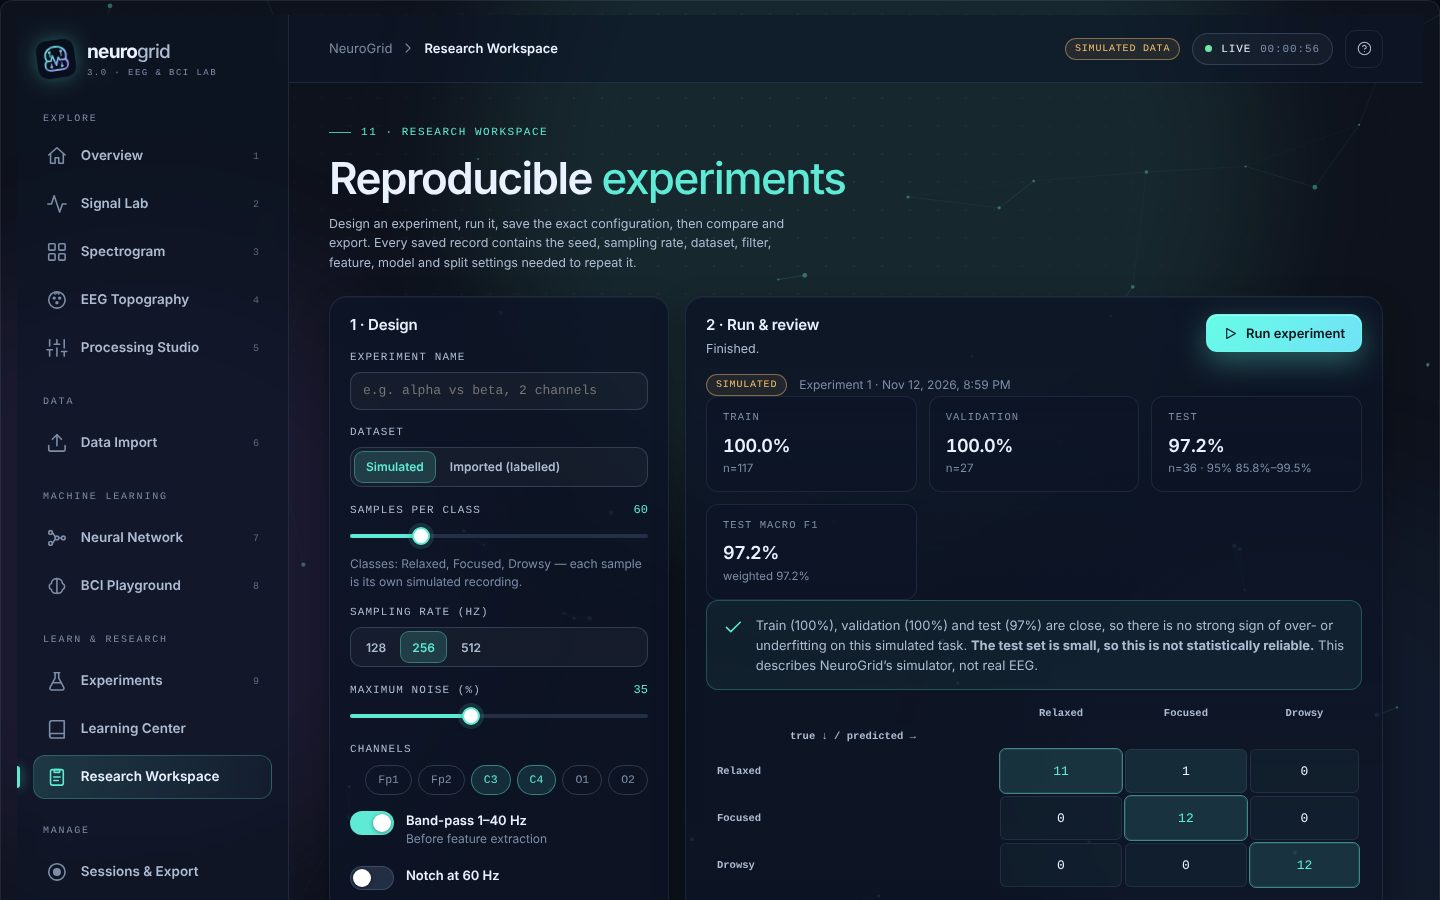 neurogrid
3.0 · EEG & BCI LAB
EXPLORE
Overview 1
Signal Lab 2
Spectrogram 3
EEG Topography 4
Processing Studio 5
DATA
Data Import 6
MACHINE LEARNING
Neural Network 7
BCI Playground 8
LEARN & RESEARCH
Experiments 9
Learning Center
Research Workspace
MANAGE
Sessions & Export
NeuroGrid > Research Workspace
SIMULATED DATA
LIVE 00:00:56
11 · RESEARCH WORKSPACE
Reproducible experiments
Design an experiment, run it, save the exact configuration, then compare and
export. Every saved record contains the seed, sampling rate, dataset, filter,
feature, model and split settings needed to repeat it.
1 · Design
EXPERIMENT NAME
e.g. alpha vs beta, 2 channels
DATASET
Simulated Imported (labelled)
SAMPLES PER CLASS 60
Classes: Relaxed, Focused, Drowsy — each sample
is its own simulated recording.
SAMPLING RATE (HZ)
128 256 512
MAXIMUM NOISE (%) 35
CHANNELS
Fp1 Fp2 C3 C4 O1 O2
Band-pass 1–40 Hz
Before feature extraction
Notch at 60 Hz
2 · Run & review
Finished.
Run experiment
SIMULATED Experiment 1 · Nov 12, 2026, 8:59 PM
TRAIN
100.0%
n=117
VALIDATION
100.0%
n=27
TEST
97.2%
n=36 · 95% 85.8%–99.5%
TEST MACRO F1
97.2%
weighted 97.2%
Train (100%), validation (100%) and test (97%) are close, so there is no strong sign of over- or
underfitting on this simulated task. The test set is small, so this is not statistically reliable. This
describes NeuroGrid's simulator, not real EEG.
Relaxed Focused Drowsy
true ↓ / predicted →
Relaxed 11 1 0
Focused 0 12 0
Drowsy 0 0 12